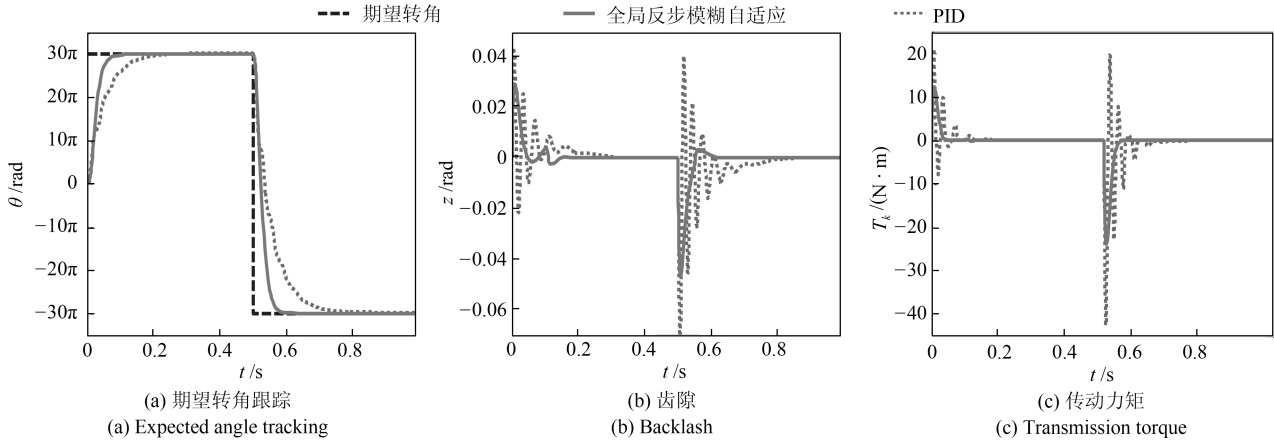 期望转角
全局反步模糊自适应
PID
30π
20π
10π
0
−10π
−20π
−30π
θ /rad
0
0.2
0.4
0.6
0.8
t /s
(a) 期望转角跟踪
(a) Expected angle tracking
0.04
0.02
0
−0.02
−0.04
−0.06
z /rad
0
0.2
0.4
0.6
0.8
t /s
(b) 齿隙
(b) Backlash
20
10
0
−10
−20
−30
−40
Tk /(N · m)
0
0.2
0.4
0.6
0.8
t /s
(c) 传动力矩
(c) Transmission torque